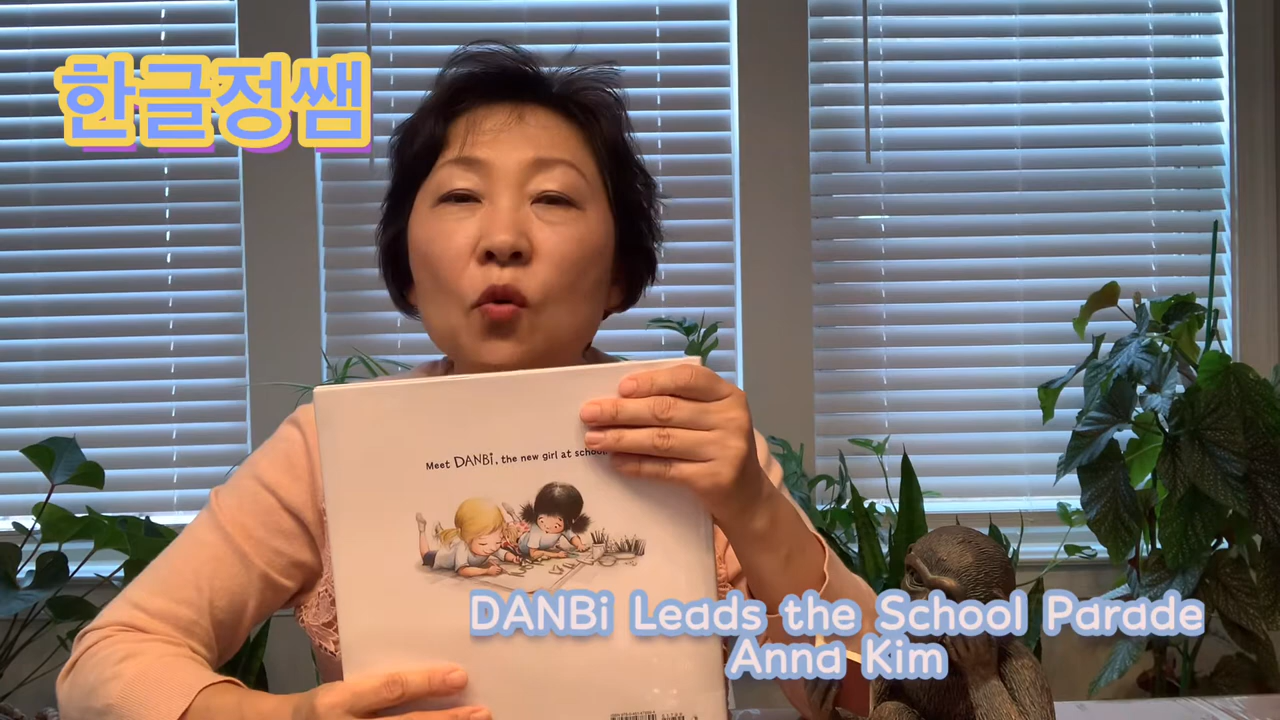 한글정쌤
Meet DANBi, the new girl at school
DANBi Leads the School Parade
Anna Kim